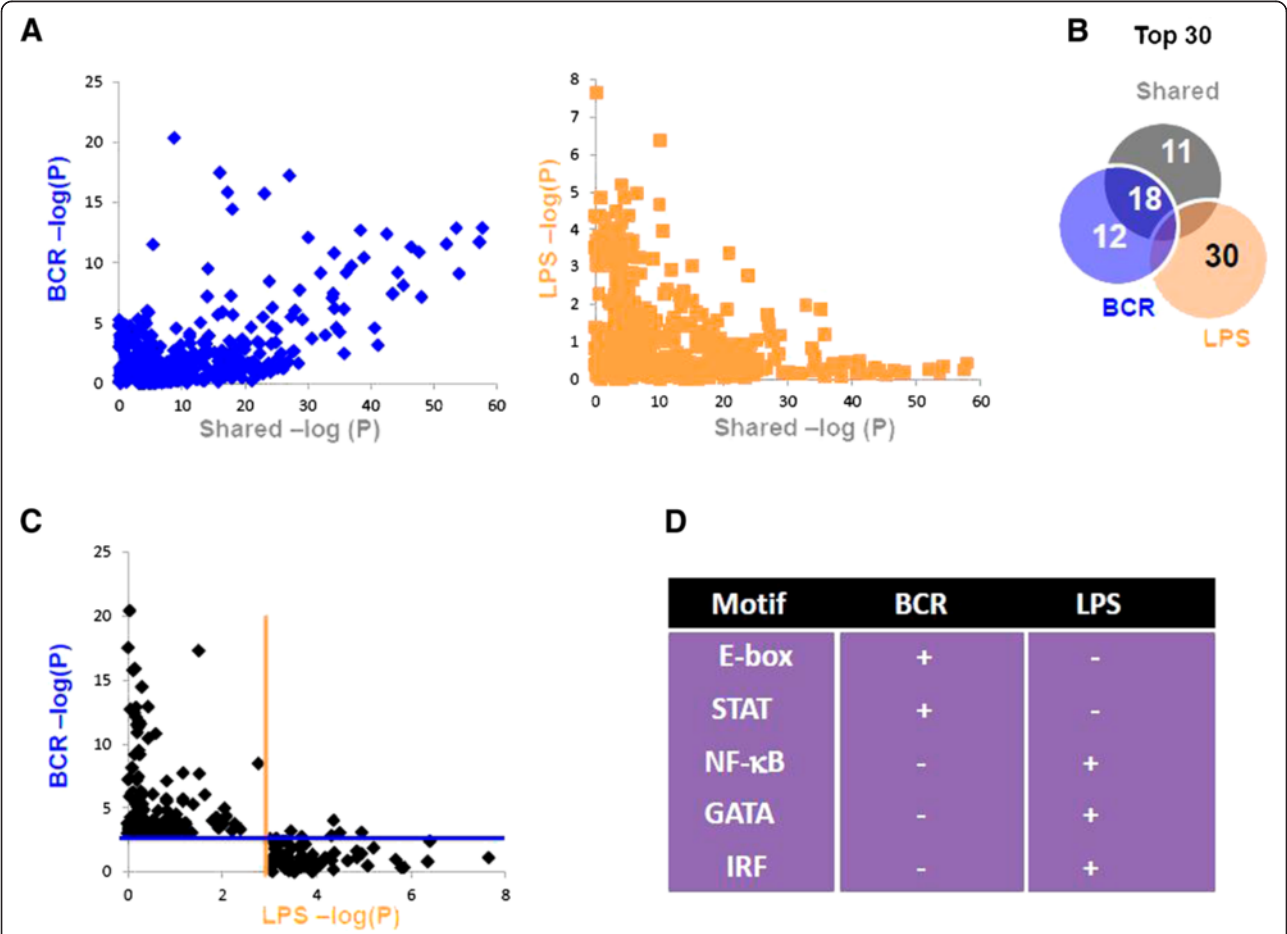 A
25
20
15
10
5
0
BCR –log(P)
0 10 20 30 40 50 60
Shared –log (P)
8
7
6
5
4
3
2
1
0
LPS –log(P)
0 10 20 30 40 50 60
Shared –log (P)
B Top 30
Shared
11
18
12
30
BCR
LPS
C
25
20
15
10
5
0
BCR –log(P)
0 2 4 6 8
LPS –log(P)
D
Motif BCR LPS
E-box + -
STAT + -
NF-κB - +
GATA - +
IRF - +